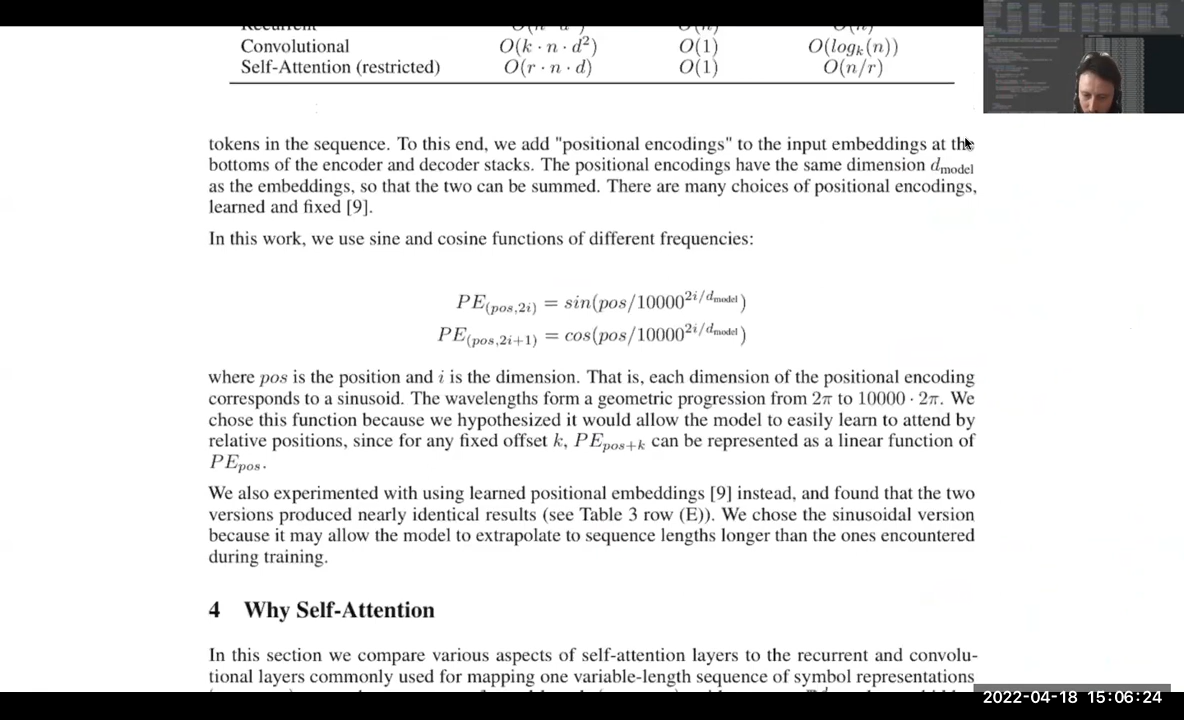 Recurrent
Convolutional O(k · n · d²) O(1) O(log_k(n))
Self-Attention (restricted) O(r · n · d) O(1) O(n/r)
tokens in the sequence. To this end, we add "positional encodings" to the input embeddings at the
bottoms of the encoder and decoder stacks. The positional encodings have the same dimension d_model
as the embeddings, so that the two can be summed. There are many choices of positional encodings,
learned and fixed [9].
In this work, we use sine and cosine functions of different frequencies:
PE_(pos,2i) = sin(pos/10000^{2i/d_model})
PE_(pos,2i+1) = cos(pos/10000^{2i/d_model})
where pos is the position and i is the dimension. That is, each dimension of the positional encoding
corresponds to a sinusoid. The wavelengths form a geometric progression from 2π to 10000 · 2π. We
chose this function because we hypothesized it would allow the model to easily learn to attend by
relative positions, since for any fixed offset k, PE_{pos+k} can be represented as a linear function of
PE_pos.
We also experimented with using learned positional embeddings [9] instead, and found that the two
versions produced nearly identical results (see Table 3 row (E)). We chose the sinusoidal version
because it may allow the model to extrapolate to sequence lengths longer than the ones encountered
during training.
4 Why Self-Attention
In this section we compare various aspects of self-attention layers to the recurrent and convolu-
tional layers commonly used for mapping one variable-length sequence of symbol representations
2022-04-18 15:06:24